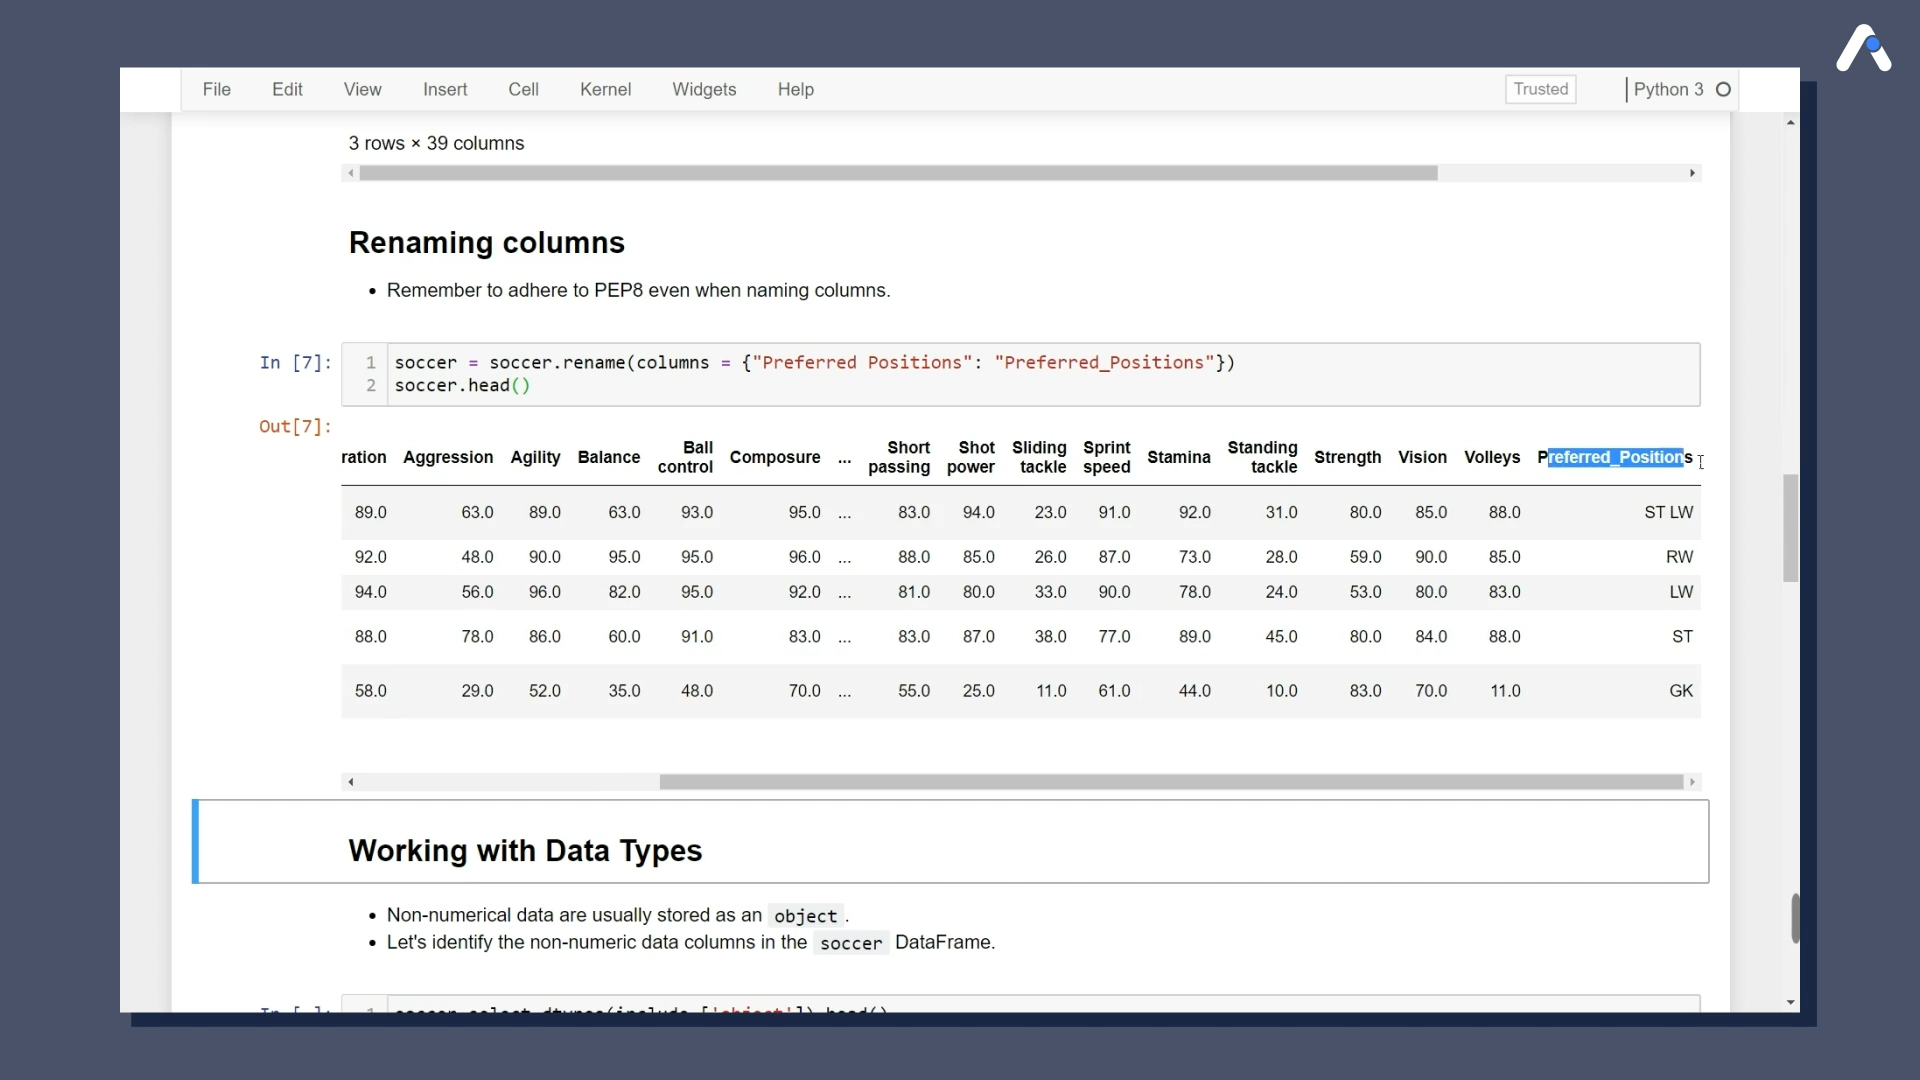 File Edit View Insert Cell Kernel Widgets Help Trusted Python 3
3 rows × 39 columns
Renaming columns
• Remember to adhere to PEP8 even when naming columns.
In [7]: 1 soccer = soccer.rename(columns = {"Preferred Positions": "Preferred_Positions"})
2 soccer.head()
Out[7]:
ration Aggression Agility Balance Ball control Composure ... Short passing Shot power Sliding tackle Sprint speed Stamina Standing tackle Strength Vision Volleys Preferred_Positions
89.0 63.0 89.0 63.0 93.0 95.0 ... 83.0 94.0 23.0 91.0 92.0 31.0 80.0 85.0 88.0 ST LW
92.0 48.0 90.0 95.0 95.0 96.0 ... 88.0 85.0 26.0 87.0 73.0 28.0 59.0 90.0 85.0 RW
94.0 56.0 96.0 82.0 95.0 92.0 ... 81.0 80.0 33.0 90.0 78.0 24.0 53.0 80.0 83.0 LW
88.0 78.0 86.0 60.0 91.0 83.0 ... 83.0 87.0 38.0 77.0 89.0 45.0 80.0 84.0 88.0 ST
58.0 29.0 52.0 35.0 48.0 70.0 ... 55.0 25.0 11.0 61.0 44.0 10.0 83.0 70.0 11.0 GK
Working with Data Types
• Non-numerical data are usually stored as an object .
• Let's identify the non-numeric data columns in the soccer DataFrame.
In [ ]: 1 soccer.select_dtypes(include=['object']).head()